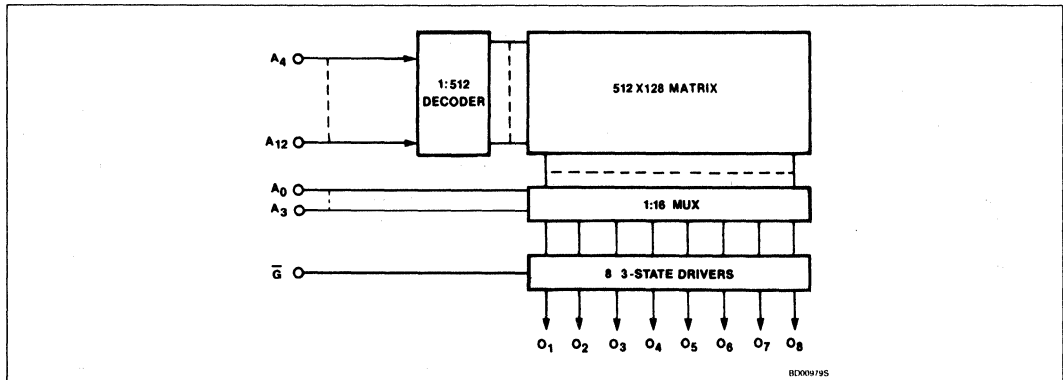 A4
1:512
DECODER
512 X 128 MATRIX
A12
A0
A3
1:16 MUX
G̅
8 3-STATE DRIVERS
O1 O2 O3 O4 O5 O6 O7 O8
BD00979S